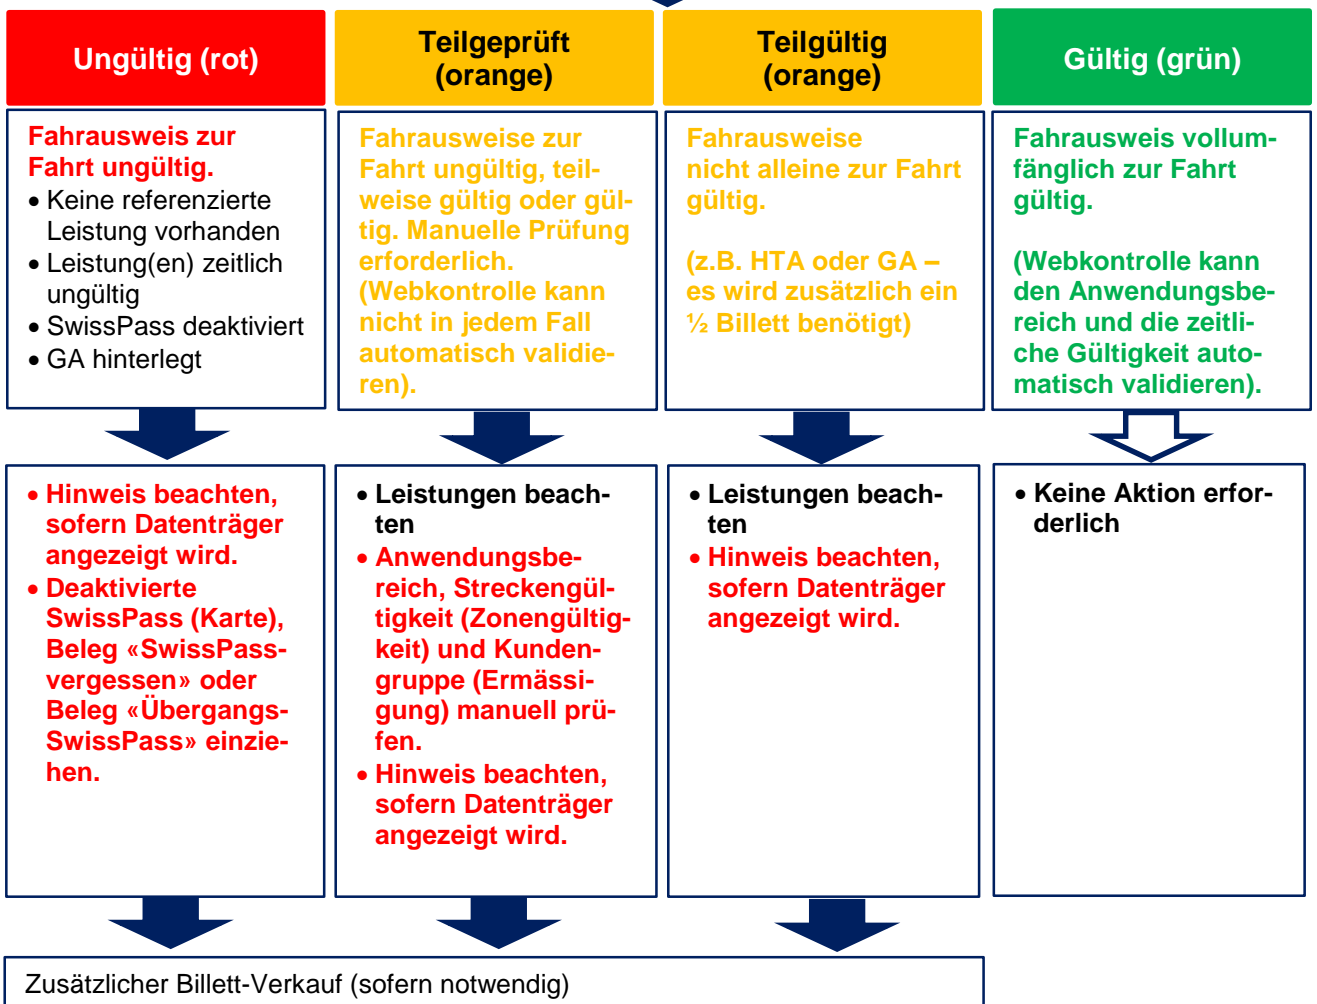 Ungültig (rot)
Teilgeprüft
(orange)
Teilgültig
(orange)
Gültig (grün)
Fahrausweis zur
Fahrt ungültig.
• Keine referenzierte
Leistung vorhanden
• Leistung(en) zeitlich
ungültig
• SwissPass deaktiviert
• GA hinterlegt
Fahrausweise zur
Fahrt ungültig, teil-
weise gültig oder gül-
tig. Manuelle Prüfung
erforderlich.
(Webkontrolle kann
nicht in jedem Fall
automatisch validie-
ren).
Fahrausweise
nicht alleine zur Fahrt
gültig.
(z.B. HTA oder GA –
es wird zusätzlich ein
½ Billett benötigt)
Fahrausweis vollum-
fänglich zur Fahrt
gültig.
(Webkontrolle kann
den Anwendungsbe-
reich und die zeitli-
che Gültigkeit auto-
matisch validieren).
• Hinweis beachten,
sofern Datenträger
angezeigt wird.
• Deaktivierte
SwissPass (Karte),
Beleg «SwissPass-
vergessen» oder
Beleg «Übergangs-
SwissPass» einzie-
hen.
• Leistungen beach-
ten
• Anwendungsbe-
reich, Streckengül-
tigkeit (Zonengültig-
keit) und Kunden-
gruppe (Ermässi-
gung) manuell prü-
fen.
• Hinweis beachten,
sofern Datenträger
angezeigt wird.
• Leistungen beach-
ten
• Hinweis beachten,
sofern Datenträger
angezeigt wird.
• Keine Aktion erfor-
derlich
Zusätzlicher Billett-Verkauf (sofern notwendig)